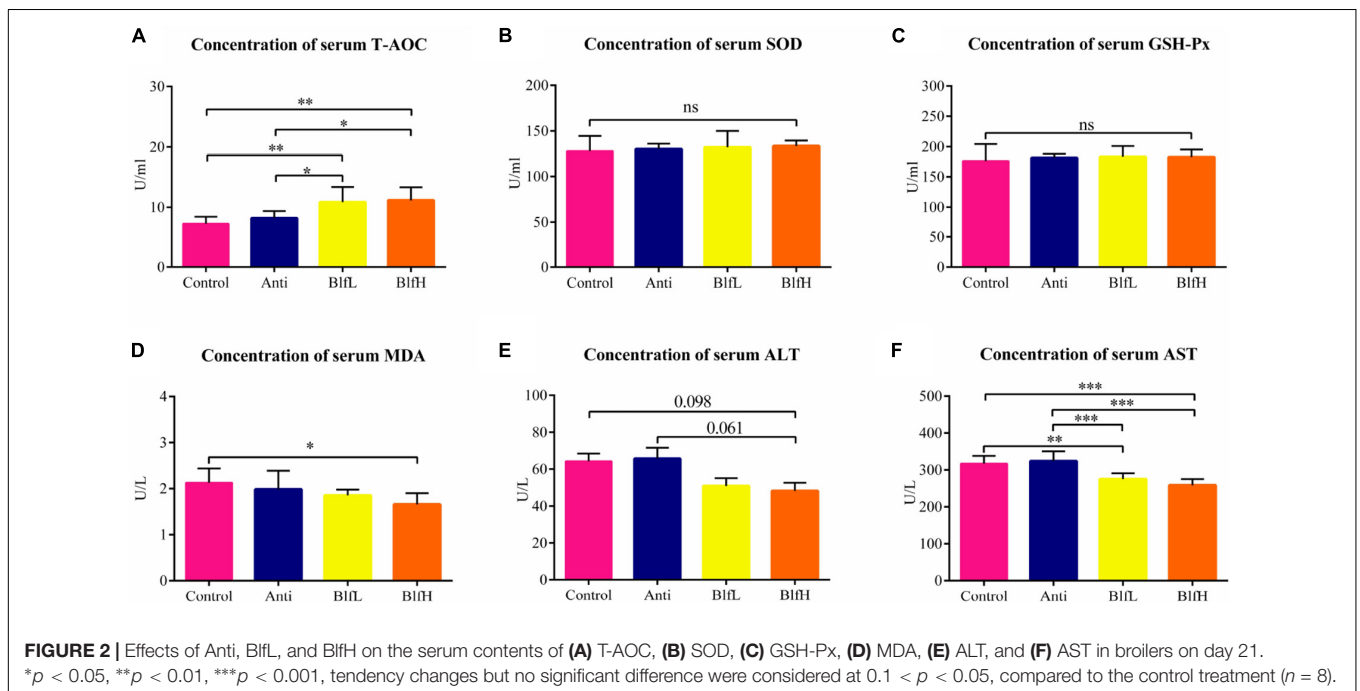 A Concentration of serum T-AOC
30
20
10
0
U/ml
**
*
**
*
Control Anti BlfL BlfH
B Concentration of serum SOD
200
150
100
50
0
U/ml
ns
Control Anti BlfL BlfH
C Concentration of serum GSH-Px
300
250
200
150
100
50
0
U/ml
ns
Control Anti BlfL BlfH
D Concentration of serum MDA
4
3
2
1
0
U/L
*
Control Anti BlfL BlfH
E Concentration of serum ALT
100
80
60
40
20
0
U/L
0.098
0.061
Control Anti BlfL BlfH
F Concentration of serum AST
500
400
300
200
100
0
U/L
***
***
***
**
Control Anti BlfL BlfH
FIGURE 2 | Effects of Anti, BlfL, and BlfH on the serum contents of (A) T-AOC, (B) SOD, (C) GSH-Px, (D) MDA, (E) ALT, and (F) AST in broilers on day 21.
*p < 0.05, **p < 0.01, ***p < 0.001, tendency changes but no significant difference were considered at 0.1 < p < 0.05, compared to the control treatment (n = 8).